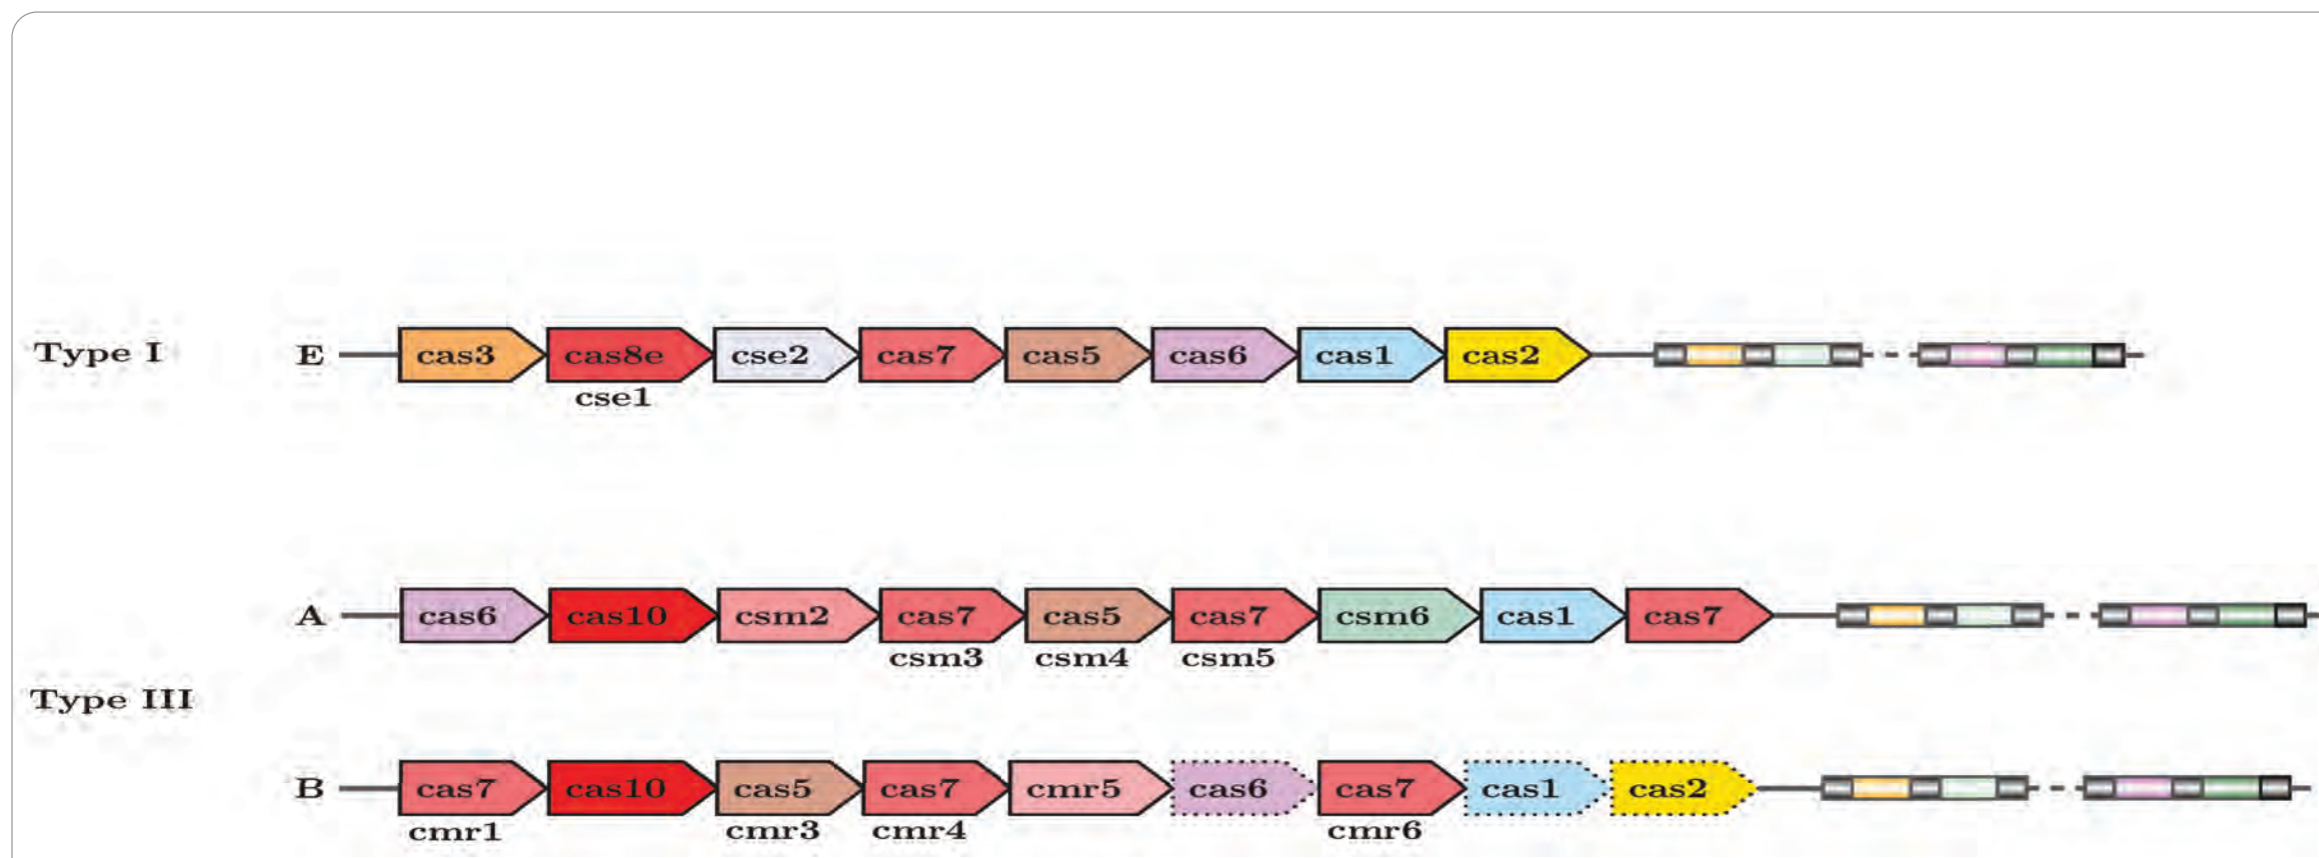 Type I E cas3 cas8e cse2 cas7 cas5 cas6 cas1 cas2
cse1
A cas6 cas10 csm2 cas7 cas5 cas7 csm6 cas1 cas7
csm3 csm4 csm5
Type III
B cas7 cas10 cas5 cas7 cmr5 cas6 cas7 cas1 cas2
cmr1 cmr3 cmr4 cmr6